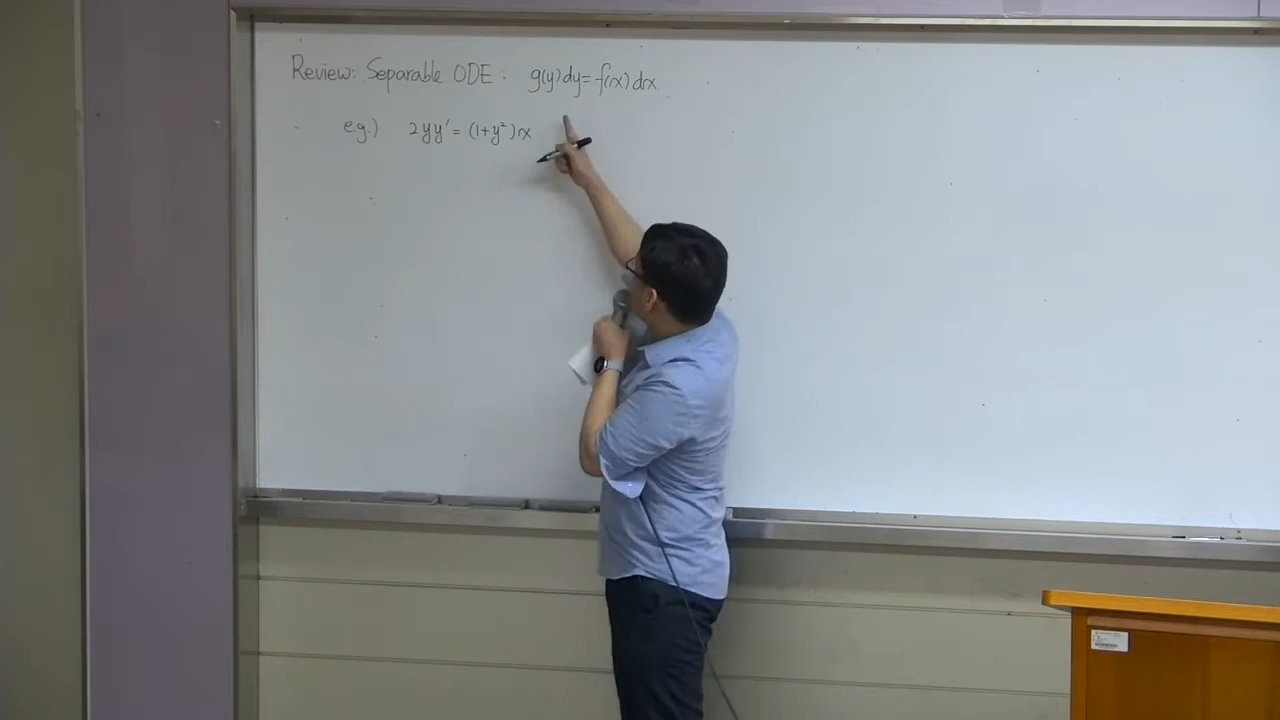 Review: Separable ODE : g(y)dy=f(x)dx
e.g.) 2yy′ = (1+y²)x